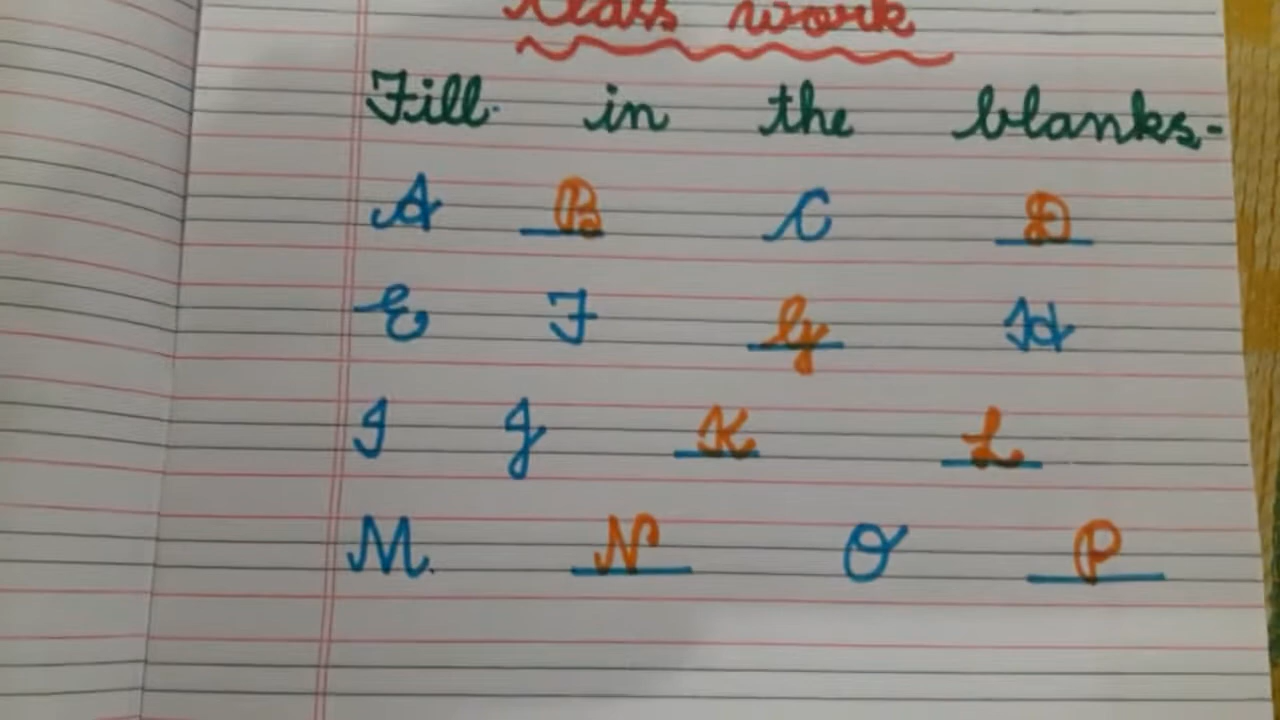 Class work
Fill in the blanks-
A B C D
E F G H
I J K L
M N O P